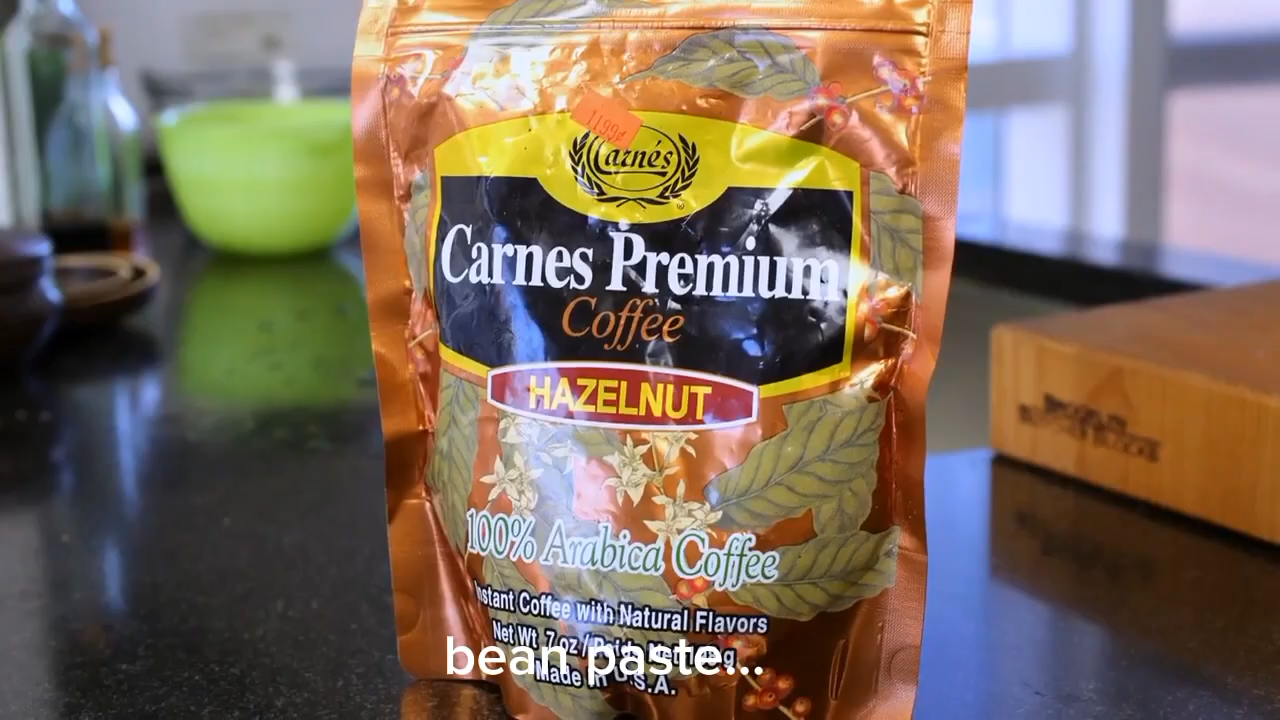 1199¢
Carnés
®
Carnes Premium
Coffee
HAZELNUT
100% Arabica Coffee
Instant Coffee with Natural Flavors
Net Wt 7 oz /
Made in U.S.A.
bean paste...